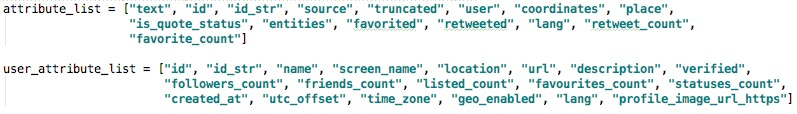 attribute_list = ["text", "id", "id_str", "source", "truncated", "user", "coordinates", "place",
"is_quote_status", "entities", "favorited", "retweeted", "lang", "retweet_count",
"favorite_count"]
user_attribute_list = ["id", "id_str", "name", "screen_name", "location", "url", "description", "verified",
"followers_count", "friends_count", "listed_count", "favourites_count", "statuses_count",
"created_at", "utc_offset", "time_zone", "geo_enabled", "lang", "profile_image_url_https"]